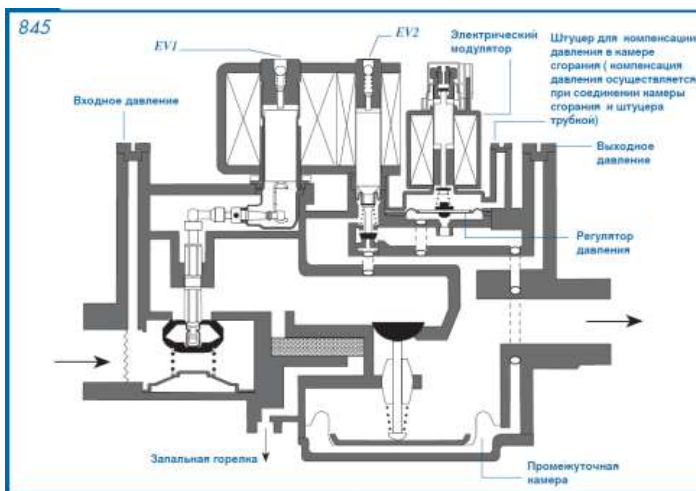 845
EV1
EV2
Электрический
модулятор
Штуцер для компенсации
давления в камере
сгорания ( компенсация
давления осуществляется
при соединении камеры
сгорания и штуцера
трубкой)
Входное давление
Выходное
давление
Регулятор
давления
Запальная горелка
Промежуточная
камера